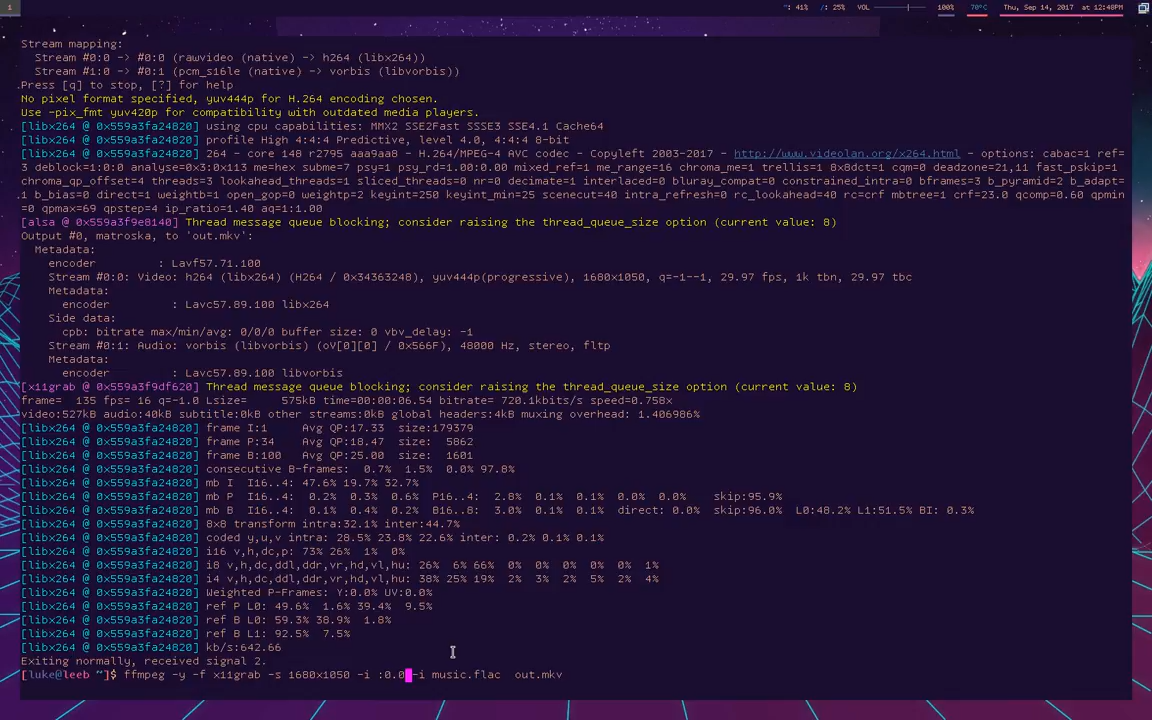 1
": 41% /: 25% VOL 100% 70°C Thu, Sep 14, 2017 at 12:48PM
Stream mapping:
Stream #0:0 -> #0:0 (rawvideo (native) -> h264 (libx264))
Stream #1:0 -> #0:1 (pcm_s16le (native) -> vorbis (libvorbis))
Press [q] to stop, [?] for help
No pixel format specified, yuv444p for H.264 encoding chosen.
Use -pix_fmt yuv420p for compatibility with outdated media players.
[libx264 @ 0x559a3fa24820] using cpu capabilities: MMX2 SSE2Fast SSSE3 SSE4.1 Cache64
[libx264 @ 0x559a3fa24820] profile High 4:4:4 Predictive, level 4.0, 4:4:4 8-bit
[libx264 @ 0x559a3fa24820] 264 - core 148 r2795 aaa9aa8 - H.264/MPEG-4 AVC codec - Copyleft 2003-2017 - http://www.videolan.org/x264.html - options: cabac=1 ref=
3 deblock=1:0:0 analyse=0x3:0x113 me=hex subme=7 psy=1 psy_rd=1.00:0.00 mixed_ref=1 me_range=16 chroma_me=1 trellis=1 8x8dct=1 cqm=0 deadzone=21,11 fast_pskip=1
chroma_qp_offset=4 threads=3 lookahead_threads=1 sliced_threads=0 nr=0 decimate=1 interlaced=0 bluray_compat=0 constrained_intra=0 bframes=3 b_pyramid=2 b_adapt=
1 b_bias=0 direct=1 weightb=1 open_gop=0 weightp=2 keyint=250 keyint_min=25 scenecut=40 intra_refresh=0 rc_lookahead=40 rc=crf mbtree=1 crf=23.0 qcomp=0.60 qpmin
=0 qpmax=69 qpstep=4 ip_ratio=1.40 aq=1:1.00
[alsa @ 0x559a3f9e8140] Thread message queue blocking; consider raising the thread_queue_size option (current value: 8)
Output #0, matroska, to 'out.mkv':
Metadata:
encoder : Lavf57.71.100
Stream #0:0: Video: h264 (libx264) (H264 / 0x34363248), yuv444p(progressive), 1680x1050, q=-1--1, 29.97 fps, 1k tbn, 29.97 tbc
Metadata:
encoder : Lavc57.89.100 libx264
Side data:
cpb: bitrate max/min/avg: 0/0/0 buffer size: 0 vbv_delay: -1
Stream #0:1: Audio: vorbis (libvorbis) (oV[0][0] / 0x566F), 48000 Hz, stereo, fltp
Metadata:
encoder : Lavc57.89.100 libvorbis
[x11grab @ 0x559a3f9df620] Thread message queue blocking; consider raising the thread_queue_size option (current value: 8)
frame= 135 fps= 16 q=-1.0 Lsize= 575kB time=00:00:06.54 bitrate= 720.1kbits/s speed=0.758x
video:527kB audio:40kB subtitle:0kB other streams:0kB global headers:4kB muxing overhead: 1.406986%
[libx264 @ 0x559a3fa24820] frame I:1 Avg QP:17.33 size:179379
[libx264 @ 0x559a3fa24820] frame P:34 Avg QP:18.47 size: 5862
[libx264 @ 0x559a3fa24820] frame B:100 Avg QP:25.00 size: 1601
[libx264 @ 0x559a3fa24820] consecutive B-frames: 0.7% 1.5% 0.0% 97.8%
[libx264 @ 0x559a3fa24820] mb I I16..4: 47.6% 19.7% 32.7%
[libx264 @ 0x559a3fa24820] mb P I16..4: 0.2% 0.3% 0.6% P16..4: 2.8% 0.1% 0.1% 0.0% 0.0% skip:95.9%
[libx264 @ 0x559a3fa24820] mb B I16..4: 0.1% 0.4% 0.2% B16..8: 3.0% 0.1% 0.1% direct: 0.0% skip:96.0% L0:48.2% L1:51.5% BI: 0.3%
[libx264 @ 0x559a3fa24820] 8x8 transform intra:32.1% inter:44.7%
[libx264 @ 0x559a3fa24820] coded y,u,v intra: 28.5% 23.8% 22.6% inter: 0.2% 0.1% 0.1%
[libx264 @ 0x559a3fa24820] i16 v,h,dc,p: 73% 26% 1% 0%
[libx264 @ 0x559a3fa24820] i8 v,h,dc,ddl,ddr,vr,hd,vl,hu: 26% 6% 66% 0% 0% 0% 0% 0% 1%
[libx264 @ 0x559a3fa24820] i4 v,h,dc,ddl,ddr,vr,hd,vl,hu: 38% 25% 19% 2% 3% 2% 5% 2% 4%
[libx264 @ 0x559a3fa24820] Weighted P-Frames: Y:0.0% UV:0.0%
[libx264 @ 0x559a3fa24820] ref P L0: 49.6% 1.6% 39.4% 9.5%
[libx264 @ 0x559a3fa24820] ref B L0: 59.3% 38.9% 1.8%
[libx264 @ 0x559a3fa24820] ref B L1: 92.5% 7.5%
[libx264 @ 0x559a3fa24820] kb/s:642.66
Exiting normally, received signal 2.
[luke@leeb ~]$ ffmpeg -y -f x11grab -s 1680x1050 -i :0.0 -i music.flac out.mkv